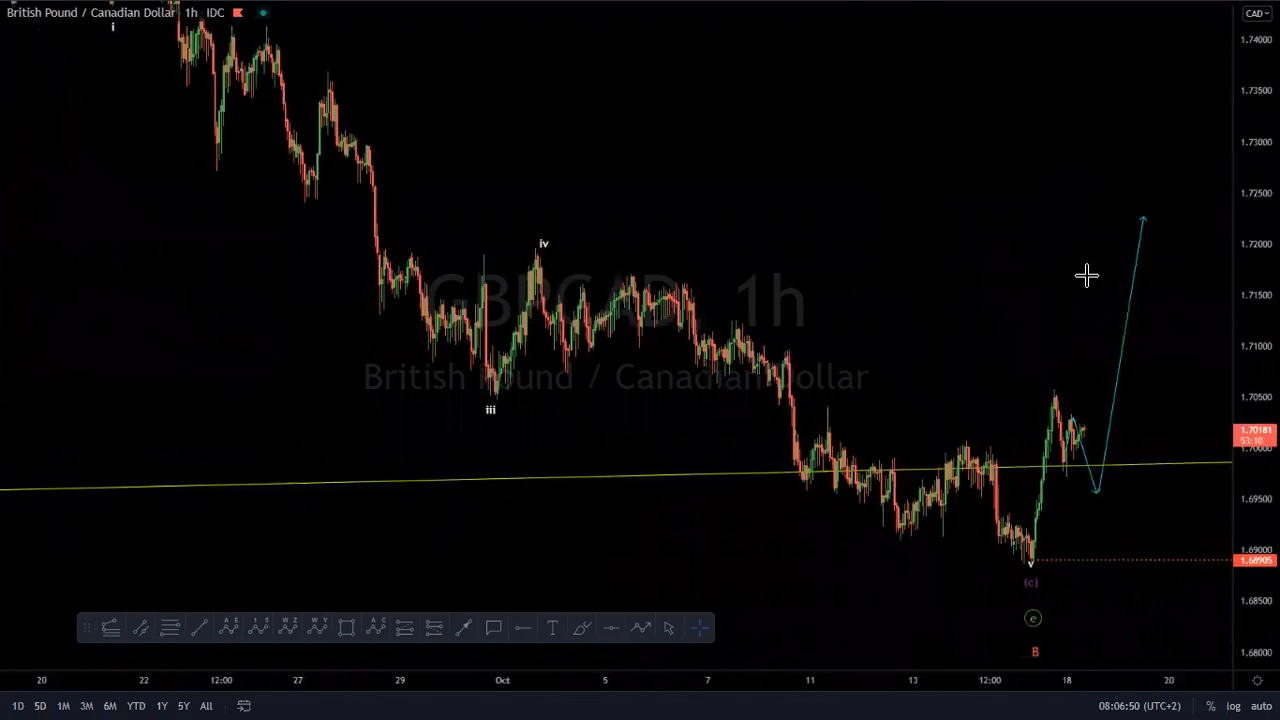 British Pound / Canadian Dollar 1h IDC
CAD
i
1.74000
1.73500
1.73000
1.72500
iv
1.72000
GBPCAD, 1h
1.71500
1.71000
British Pound / Canadian Dollar
iii
1.70500
1.70181
53:10
1.70000
1.69500
1.69000
1.68905
v
(c)
1.68500
e
B
1.68000
A E
1 5
W Z
W Y
A C
T
20
22
12:00
27
29
Oct
5
7
11
13
12:00
18
20
1D 5D 1M 3M 6M YTD 1Y 5Y All
08:06:50 (UTC+2)
% log auto